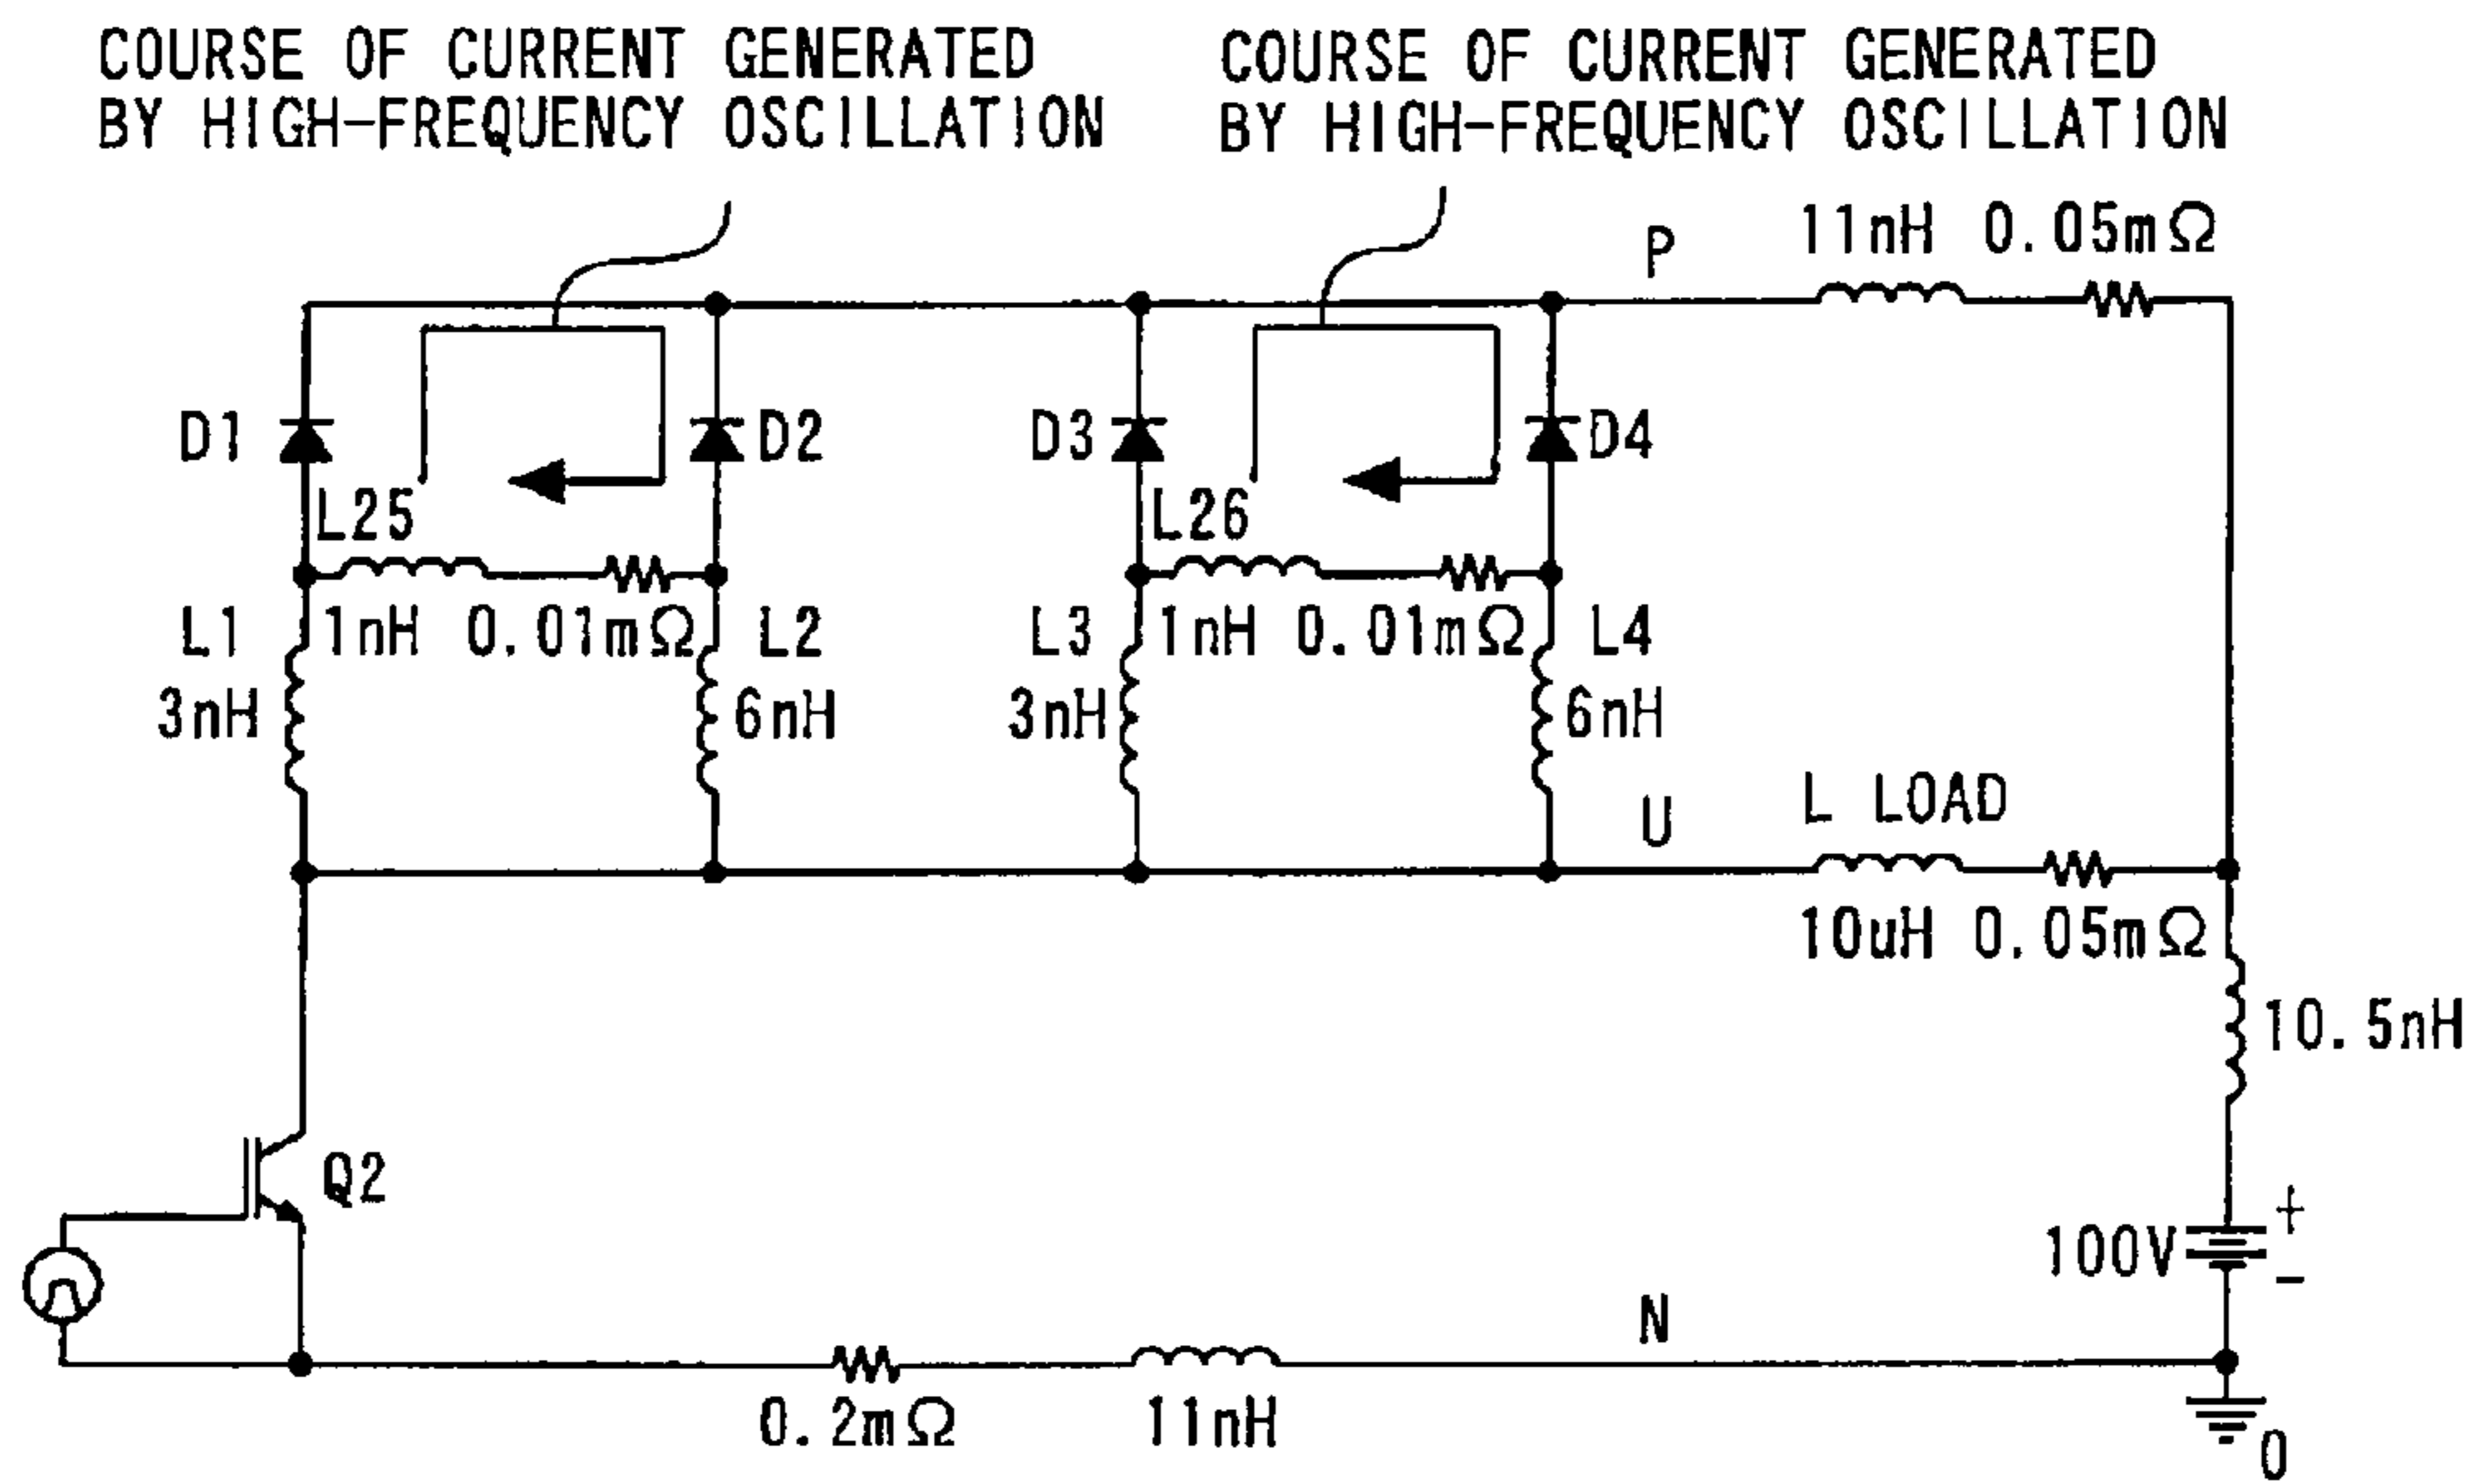 COURSE OF CURRENT GENERATED
BY HIGH-FREQUENCY OSCILLATION
COURSE OF CURRENT GENERATED
BY HIGH-FREQUENCY OSCILLATION
P
11nH 0.05mΩ
D1
D2
D3
D4
L25
L26
L1
1nH 0.01mΩ
L2
L3
1nH 0.01mΩ
L4
3nH
6nH
3nH
6nH
U
L LOAD
10uH 0.05mΩ
10.5nH
Q2
100V
+
−
N
0.2mΩ
11nH
0